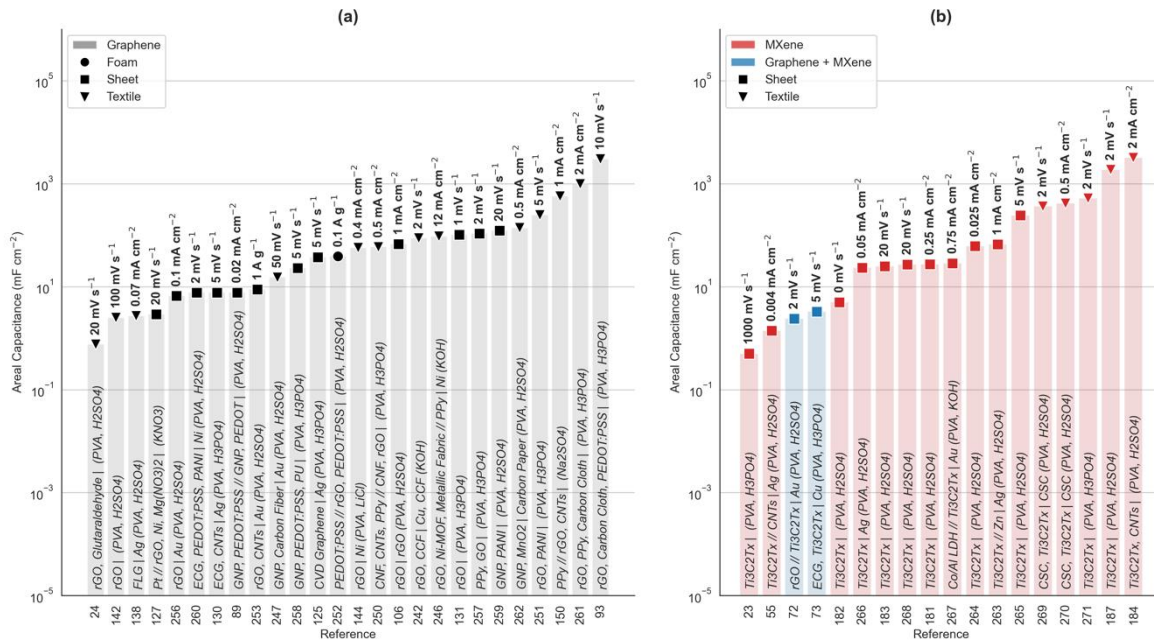 (a)
Areal Capacitance (mF cm⁻²)
10⁵
10³
10¹
10⁻¹
10⁻³
10⁻⁵
Graphene
Foam
Sheet
Textile
20 mV s⁻¹
100 mV s⁻¹
0.07 mA cm⁻²
20 mV s⁻¹
0.1 mA cm⁻²
2 mV s⁻¹
5 mV s⁻¹
0.02 mA cm⁻²
1 A g⁻¹
50 mV s⁻¹
5 mV s⁻¹
5 mV s⁻¹
0.1 A g⁻¹
0.4 mA cm⁻²
0.5 mA cm⁻²
1 mA cm⁻²
2 mV s⁻¹
12 mA cm⁻²
1 mV s⁻¹
2 mV s⁻¹
20 mV s⁻¹
0.5 mA cm⁻²
5 mV s⁻¹
1 mA cm⁻²
2 mA cm⁻²
10 mV s⁻¹
rGO, Glutaraldehyde | (PVA, H2SO4)
rGO | (PVA, H2SO4)
FLG | Ag (PVA, H2SO4)
Pt // rGO, Ni, Mg(NO3)2 | (KNO3)
rGO | Au (PVA, H2SO4)
ECG, PEDOT:PSS, PANI | Ni (PVA, H2SO4)
ECG, CNTs | Ag (PVA, H3PO4)
GNP, PEDOT:PSS // GNP, PEDOT | (PVA, H2SO4)
rGO, CNTs | Au (PVA, H2SO4)
GNP, Carbon Fiber | Au (PVA, H2SO4)
GNP, PEDOT:PSS, PU | (PVA, H3PO4)
CVD Graphene | Ag (PVA, H3PO4)
PEDOT:PSS // rGO, PEDOT:PSS | (PVA, H2SO4)
rGO | Ni (PVA, LiCl)
CNF, CNTs, PPy // CNF, rGO | (PVA, H3PO4)
rGO | rGO (PVA, H2SO4)
rGO, CCF | Cu, CCF (KOH)
rGO, Ni-MOF, Metallic Fabric // PPy | Ni (KOH)
rGO | (PVA, H3PO4)
PPy, GO | (PVA, H3PO4)
GNP, PANI | (PVA, H2SO4)
GNP, MnO2 | Carbon Paper (PVA, H2SO4)
rGO, PANI | (PVA, H3PO4)
PPy // rGO, CNTs | (Na2SO4)
rGO, PPy, Carbon Cloth | (PVA, H3PO4)
rGO, Carbon Cloth, PEDOT:PSS | (PVA, H3PO4)
24 142 138 127 256 260 130 89 253 247 258 125 252 144 250 106 242 246 131 257 259 262 251 150 261 93
Reference
(b)
Areal Capacitance (mF cm⁻²)
10⁵
10³
10¹
10⁻¹
10⁻³
10⁻⁵
MXene
Graphene + MXene
Sheet
Textile
1000 mV s⁻¹
0.004 mA cm⁻²
2 mV s⁻¹
5 mV s⁻¹
0 mV s⁻¹
0.05 mA cm⁻²
20 mV s⁻¹
20 mV s⁻¹
0.25 mA cm⁻²
0.75 mA cm⁻²
0.025 mA cm⁻²
1 mA cm⁻²
5 mV s⁻¹
2 mV s⁻¹
0.5 mA cm⁻²
2 mV s⁻¹
2 mV s⁻¹
2 mA cm⁻²
Ti3C2Tx | (PVA, H3PO4)
Ti3C2Tx // CNTs | Ag (PVA, H2SO4)
rGO // Ti3C2Tx | Au (PVA, H2SO4)
ECG, Ti3C2Tx | Cu (PVA, H3PO4)
Ti3C2Tx | (PVA, H2SO4)
Ti3C2Tx | Ag (PVA, H2SO4)
Ti3C2Tx | (PVA, H2SO4)
Ti3C2Tx | (PVA, H2SO4)
Ti3C2Tx | (PVA, H2SO4)
Co/Al LDH // Ti3C2Tx | Au (PVA, KOH)
Ti3C2Tx | (PVA, H2SO4)
Ti3C2Tx // Zn | Ag (PVA, H2SO4)
Ti3C2Tx | (PVA, H2SO4)
CSC, Ti3C2Tx | CSC (PVA, H2SO4)
CSC, Ti3C2Tx | CSC (PVA, H2SO4)
Ti3C2Tx | (PVA, H3PO4)
Ti3C2Tx | (PVA, H2SO4)
Ti3C2Tx, CNTs | (PVA, H2SO4)
23 55 72 73 182 266 183 268 181 267 264 263 265 269 270 271 187 184
Reference